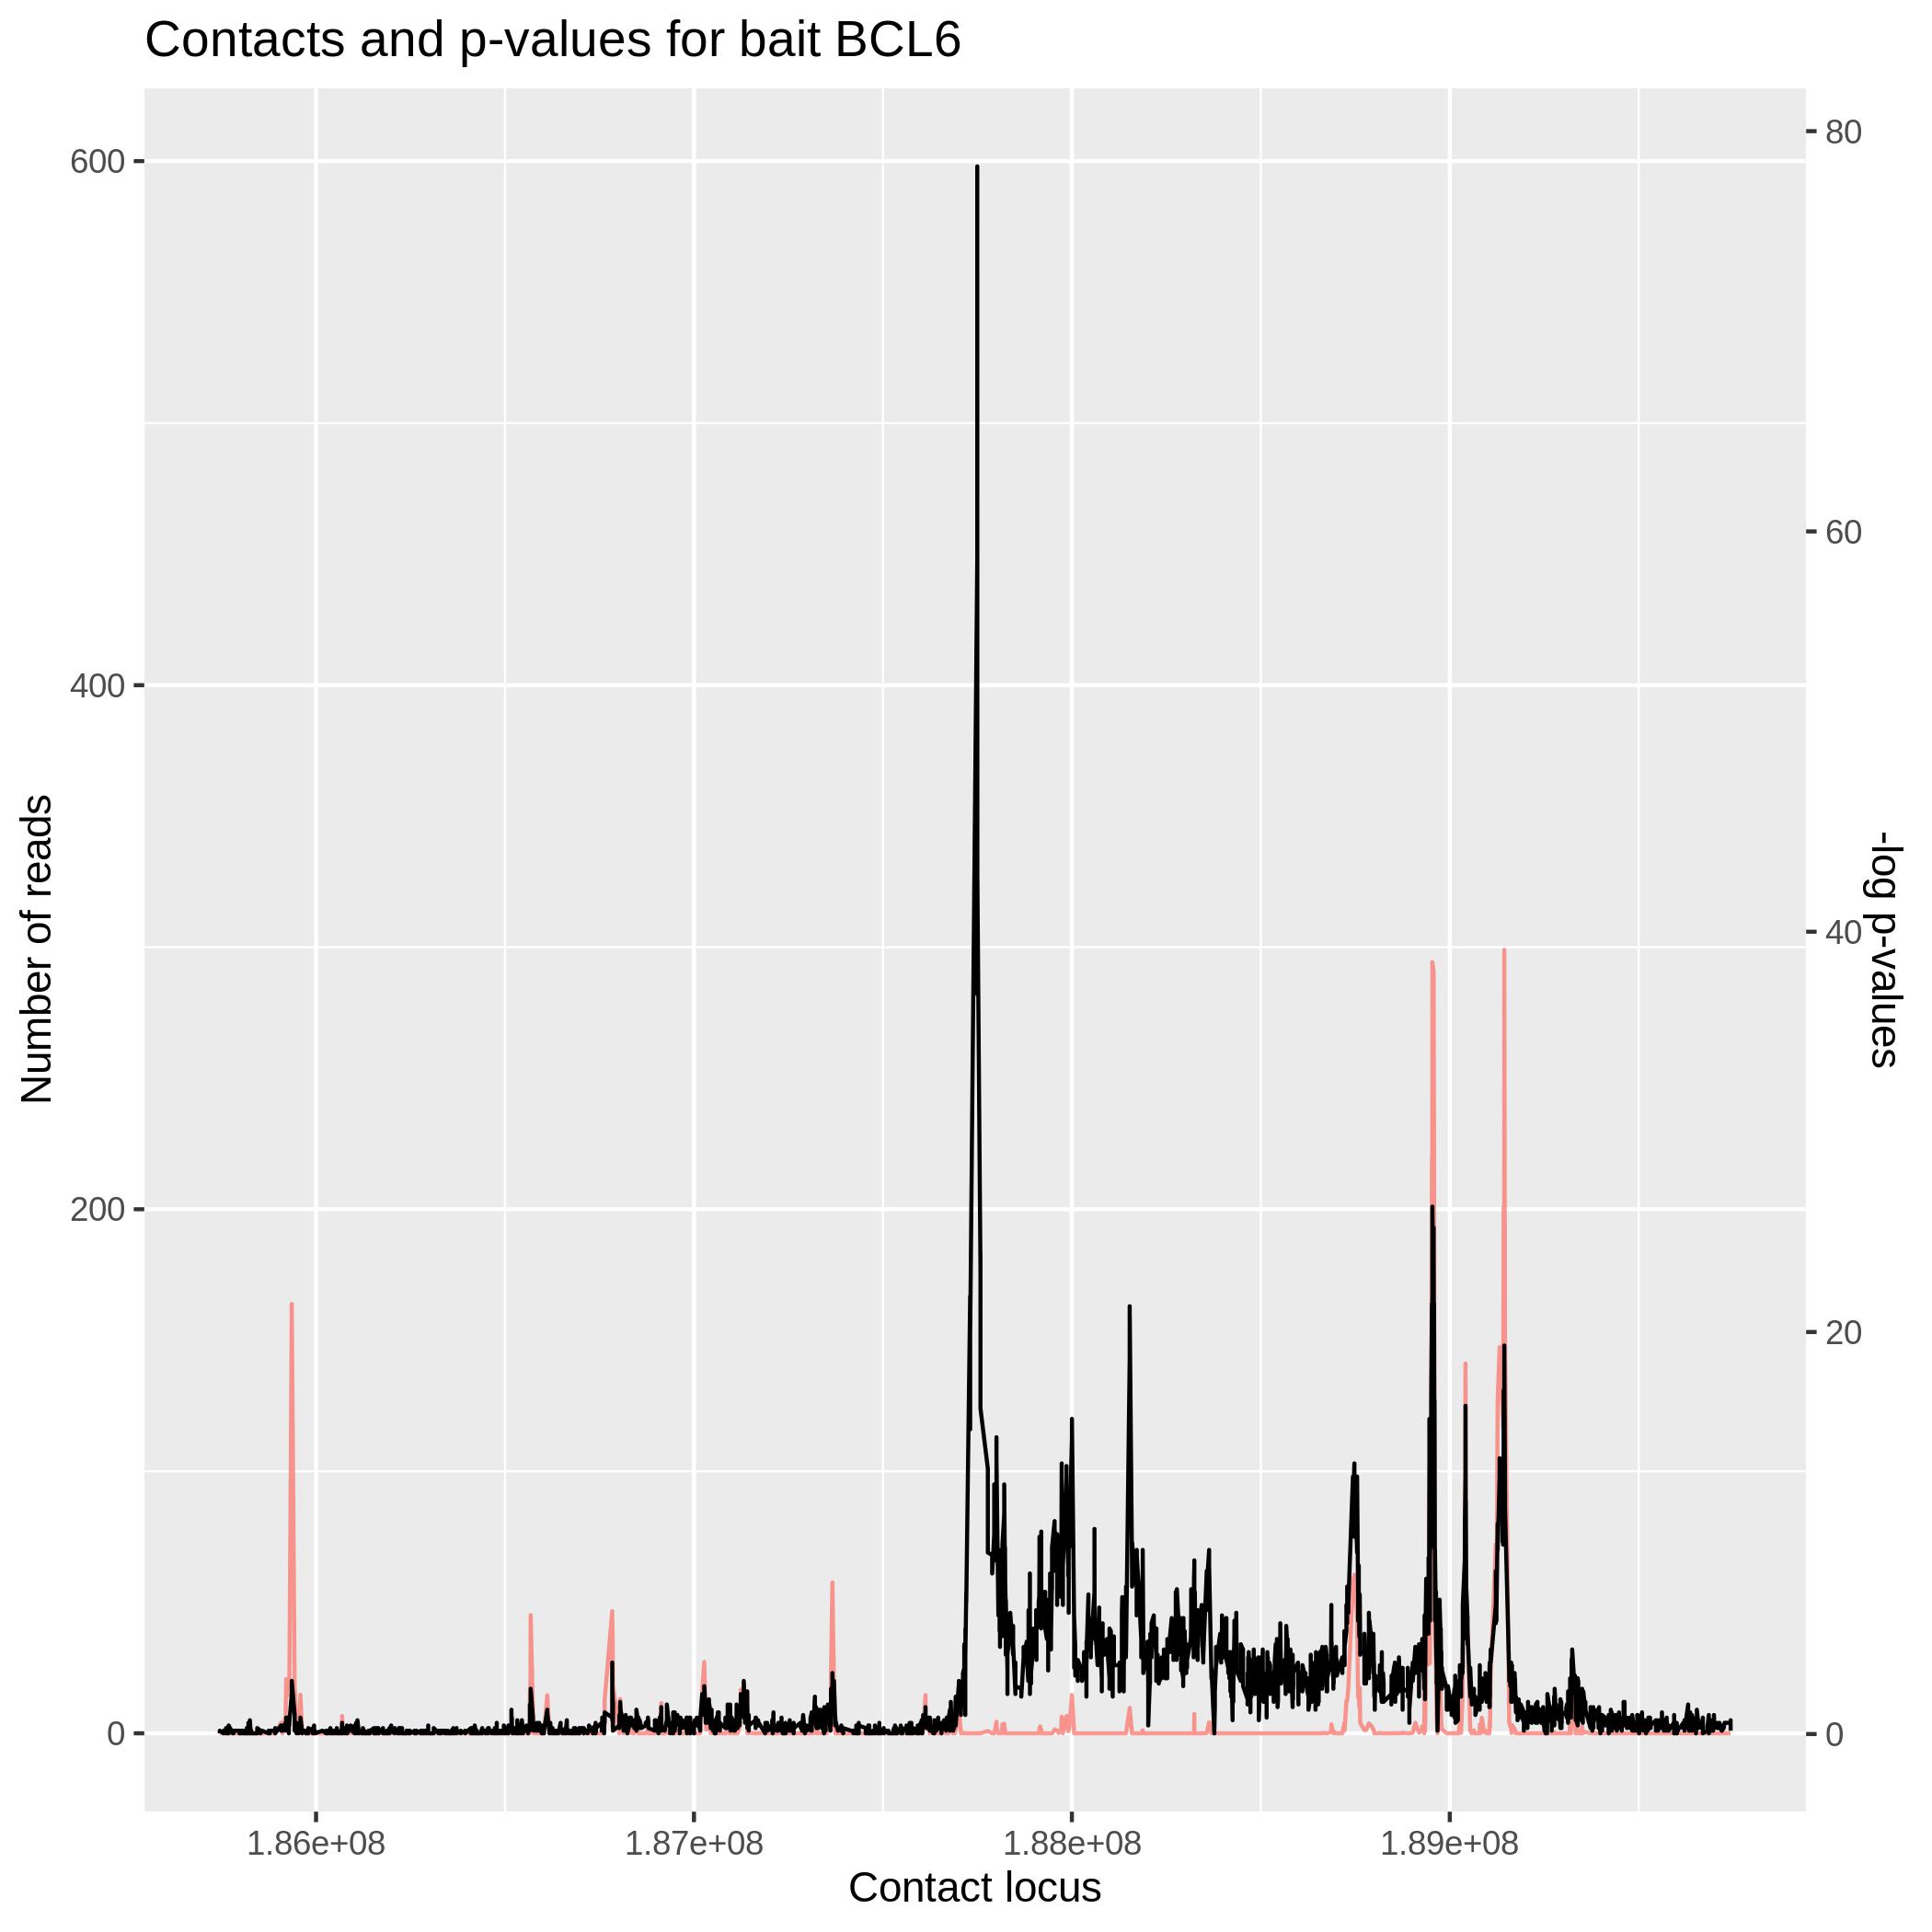 Contacts and p-values for bait BCL6
600
400
200
0
Number of reads
80
60
40
20
0
-log p-values
1.86e+08
1.87e+08
1.88e+08
1.89e+08
Contact locus